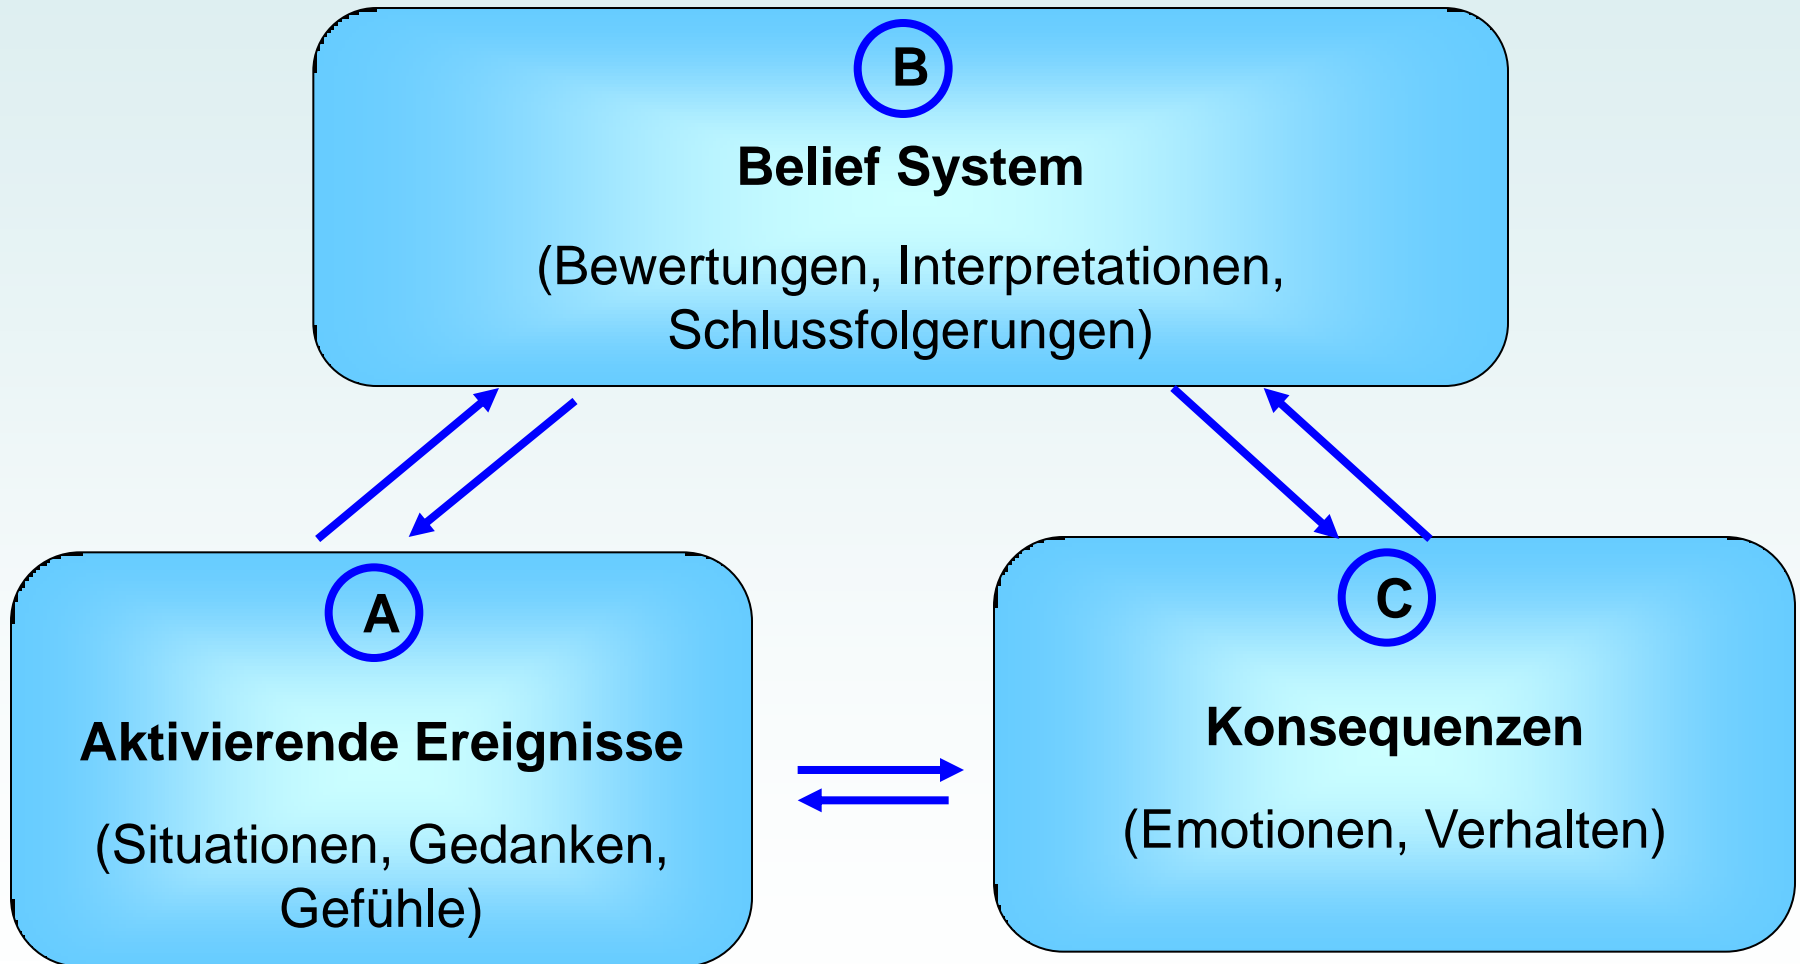 B
Belief System
(Bewertungen, Interpretationen,
Schlussfolgerungen)
A
Aktivierende Ereignisse
(Situationen, Gedanken,
Gefühle)
C
Konsequenzen
(Emotionen, Verhalten)